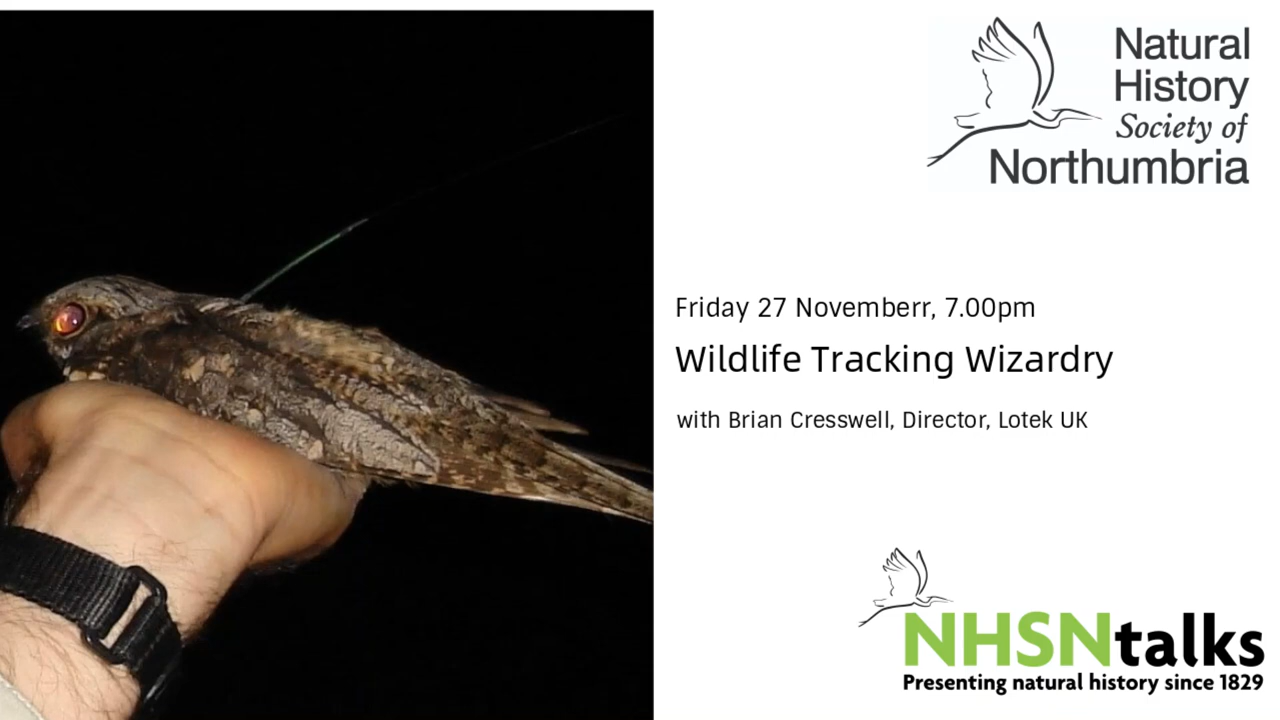 Natural
History
Society of
Northumbria
Friday 27 Novemberr, 7.00pm
Wildlife Tracking Wizardry
with Brian Cresswell, Director, Lotek UK
NHSNtalks
Presenting natural history since 1829